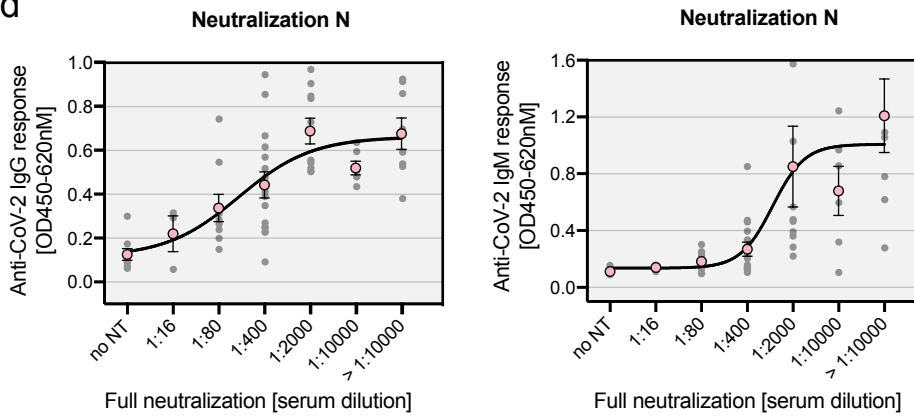 d
Neutralization N
Anti-CoV-2 IgG response
[OD450-620nM]
1.0
0.8
0.6
0.4
0.2
0.0
no NT
1:16
1:80
1:400
1:2000
1:10000
> 1:10000
Full neutralization [serum dilution]
Neutralization N
Anti-CoV-2 IgM response
[OD450-620nM]
1.6
1.2
0.8
0.4
0.0
no NT
1:16
1:80
1:400
1:2000
1:10000
> 1:10000
Full neutralization [serum dilution]